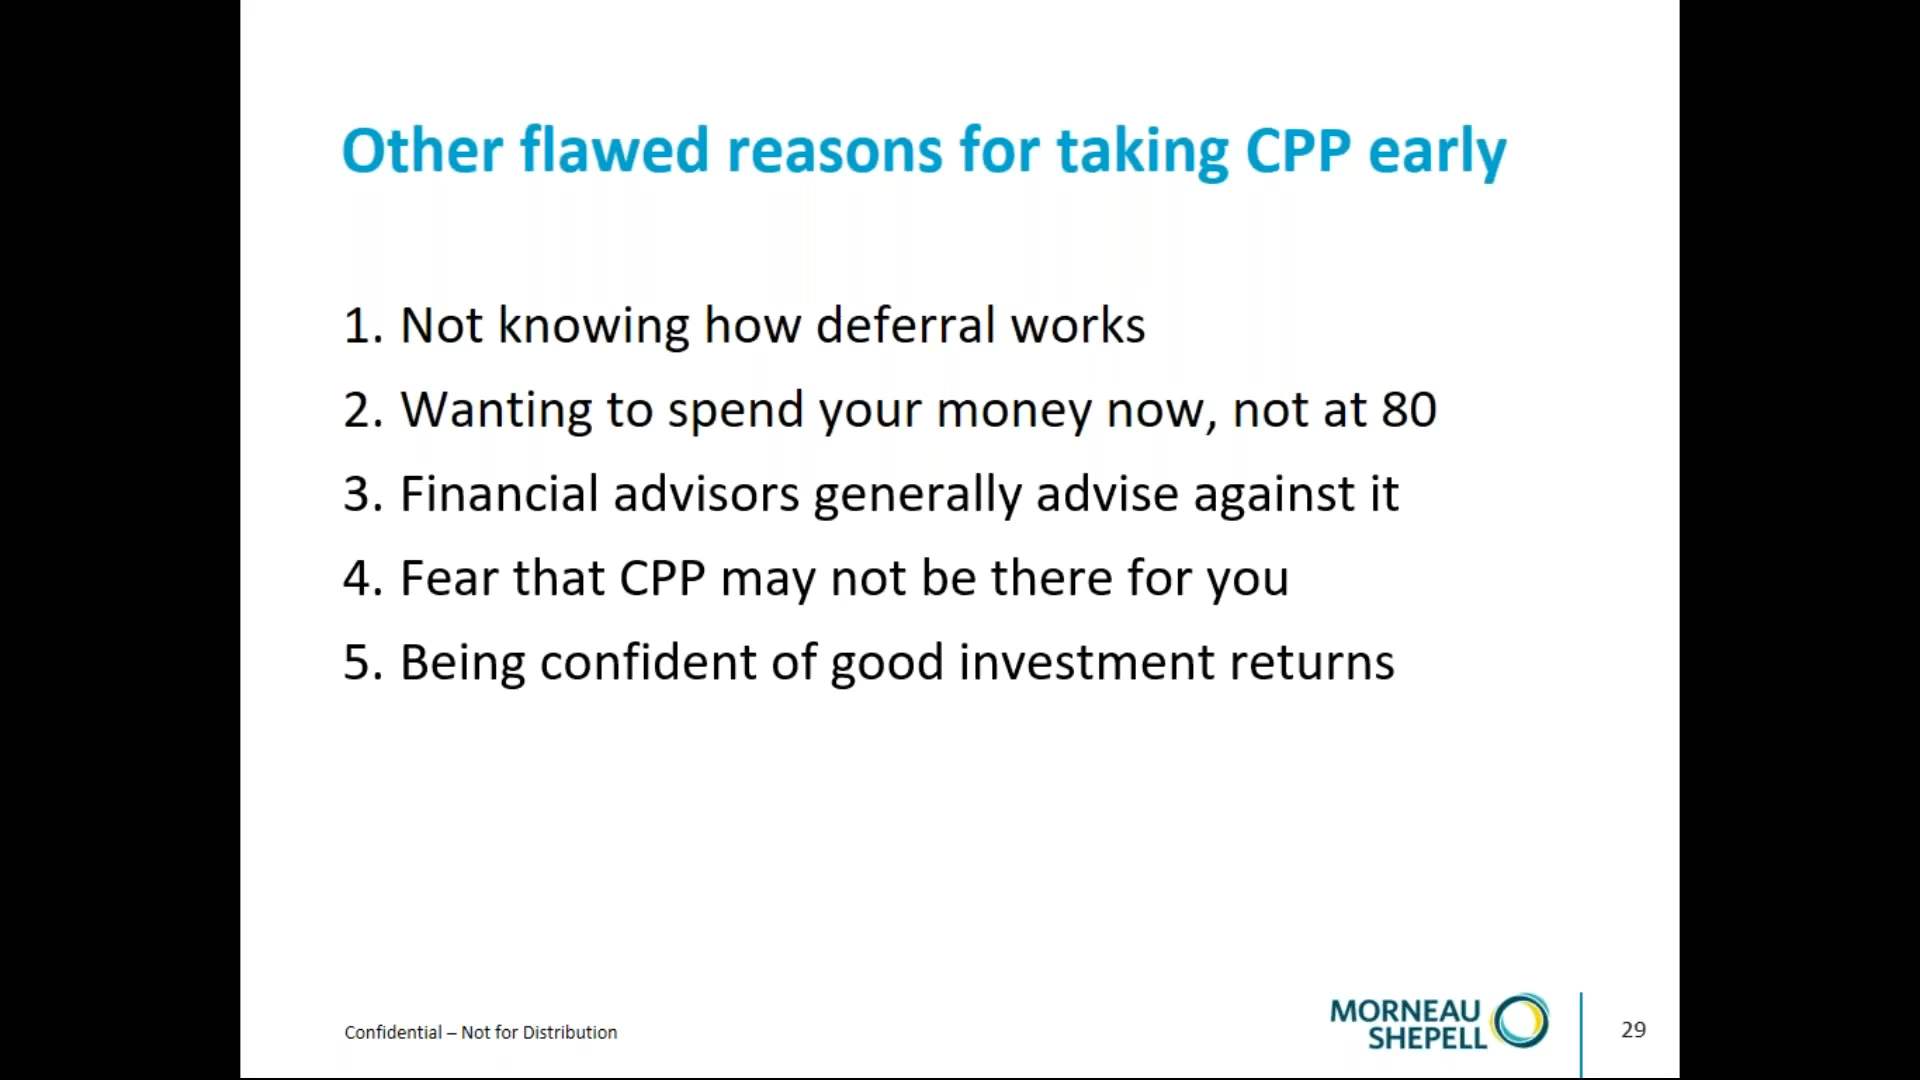 Other flawed reasons for taking CPP early
1. Not knowing how deferral works
2. Wanting to spend your money now, not at 80
3. Financial advisors generally advise against it
4. Fear that CPP may not be there for you
5. Being confident of good investment returns
Confidential – Not for Distribution
MORNEAU
SHEPELL
29